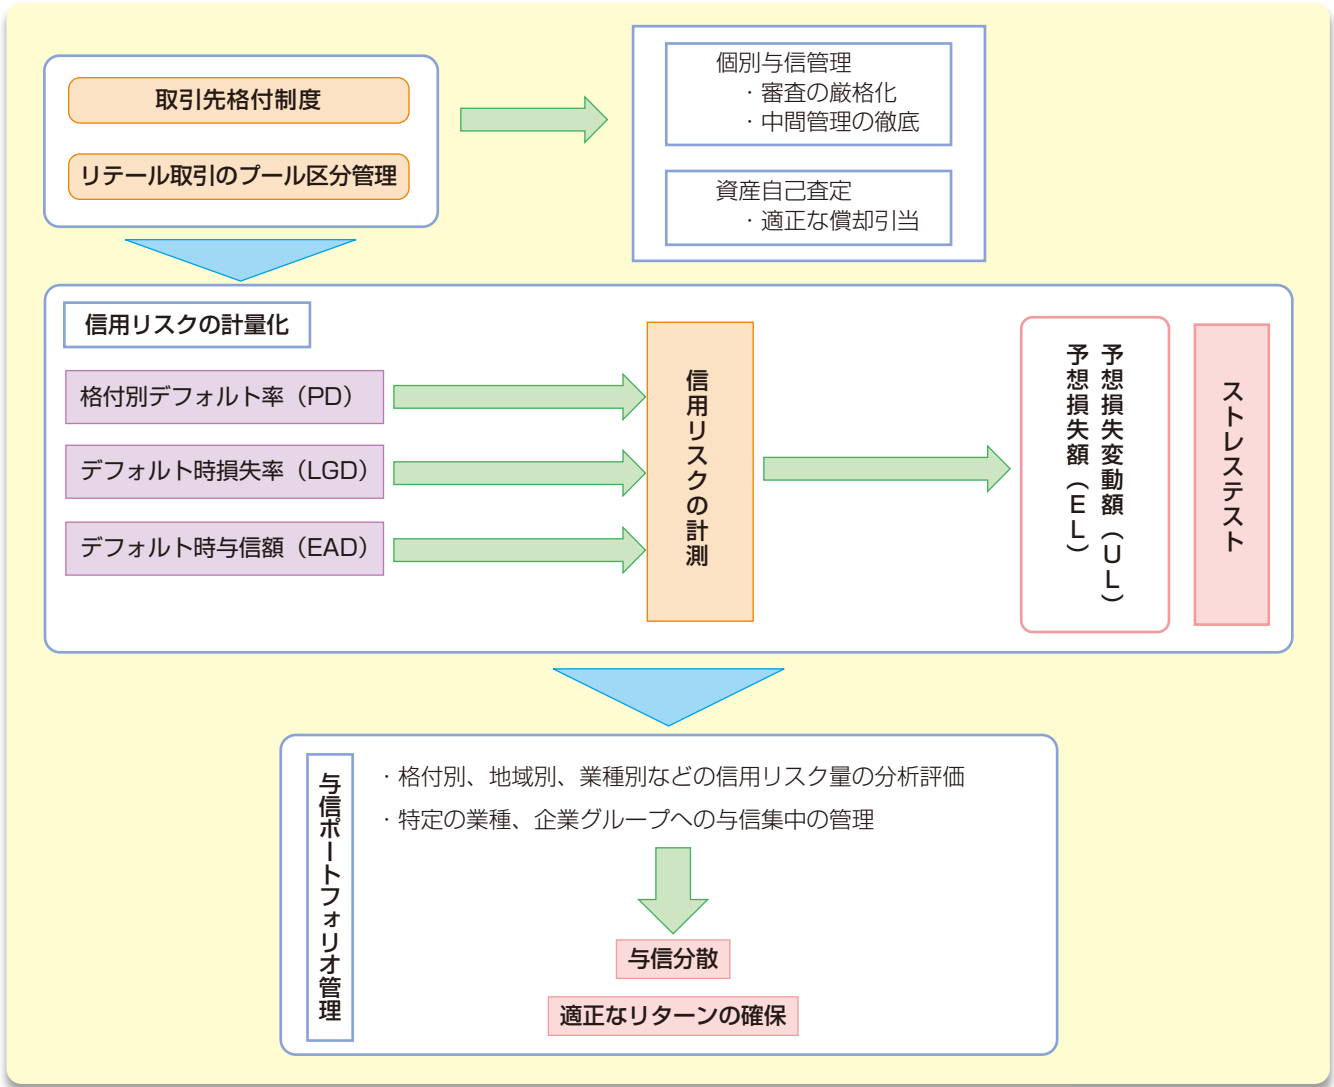 取引先格付制度
リテール取引のプール区分管理
個別与信管理
・審査の厳格化
・中間管理の徹底
資産自己査定
・適正な償却引当
信用リスクの計量化
格付別デフォルト率（PD）
デフォルト時損失率（LGD）
デフォルト時与信額（EAD）
信用リスクの計測
予想損失変動額（UL）
予想損失額（EL）
ストレステスト
与信ポートフォリオ管理
・格付別、地域別、業種別などの信用リスク量の分析評価
・特定の業種、企業グループへの与信集中の管理
与信分散
適正なリターンの確保